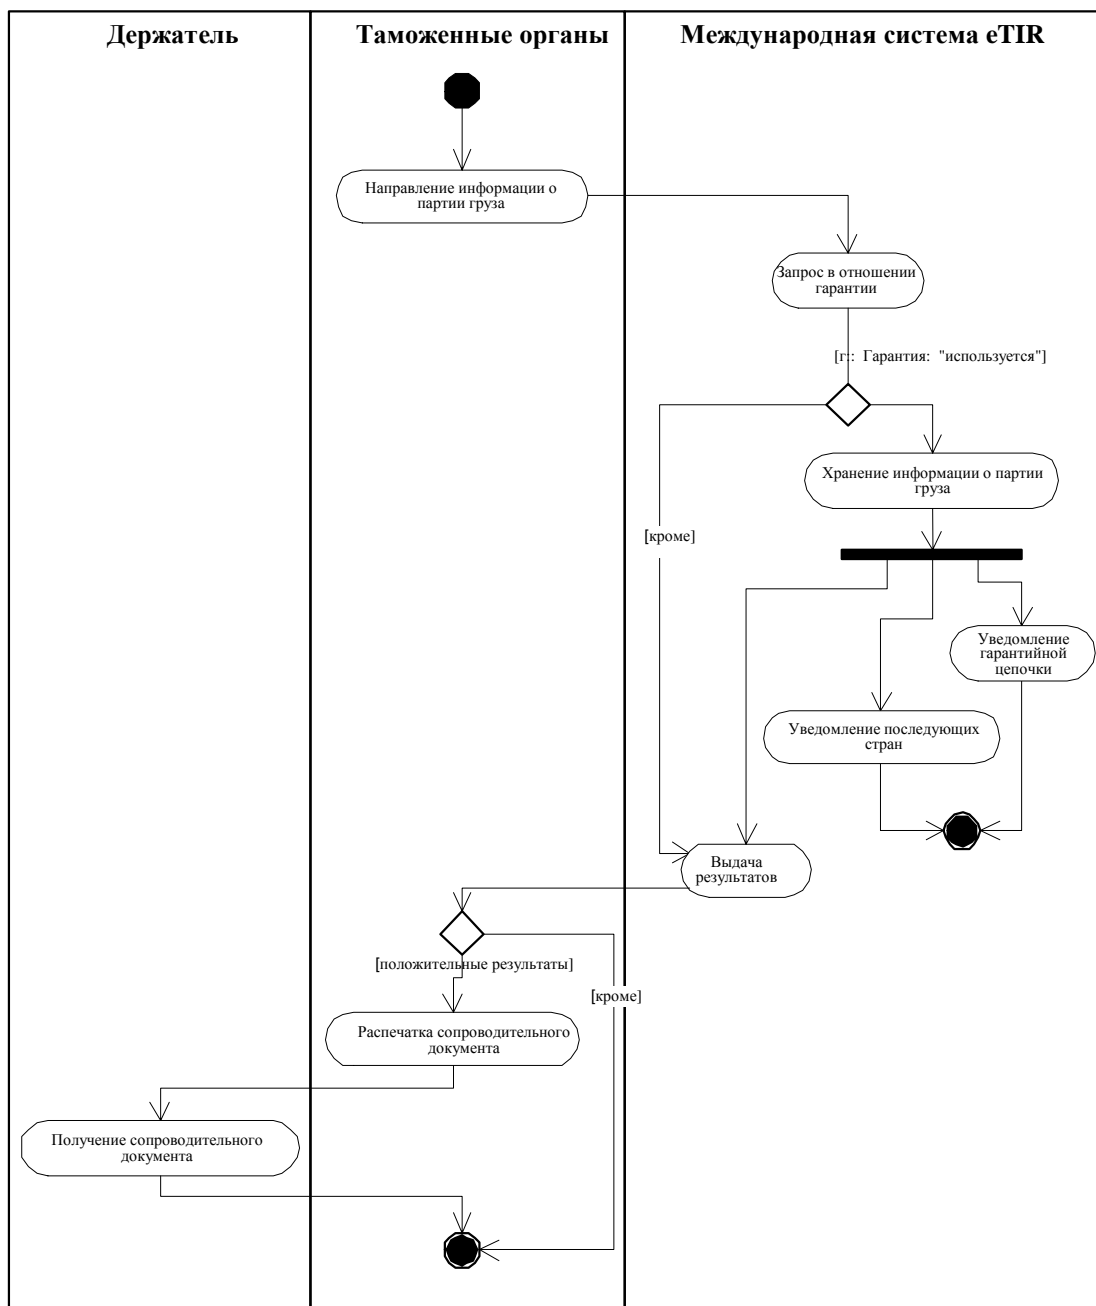 Держатель
Таможенные органы
Международная система eTIR
Направление информации о
партии груза
Запрос в отношении
гарантии
[г:: Гарантия: "используется"]
Хранение информации о партии
груза
[кроме]
Уведомление
гарантийной
цепочки
Уведомление последующих
стран
Выдача
результатов
[положительные результаты]
[кроме]
Распечатка сопроводительного
документа
Получение сопроводительного
документа